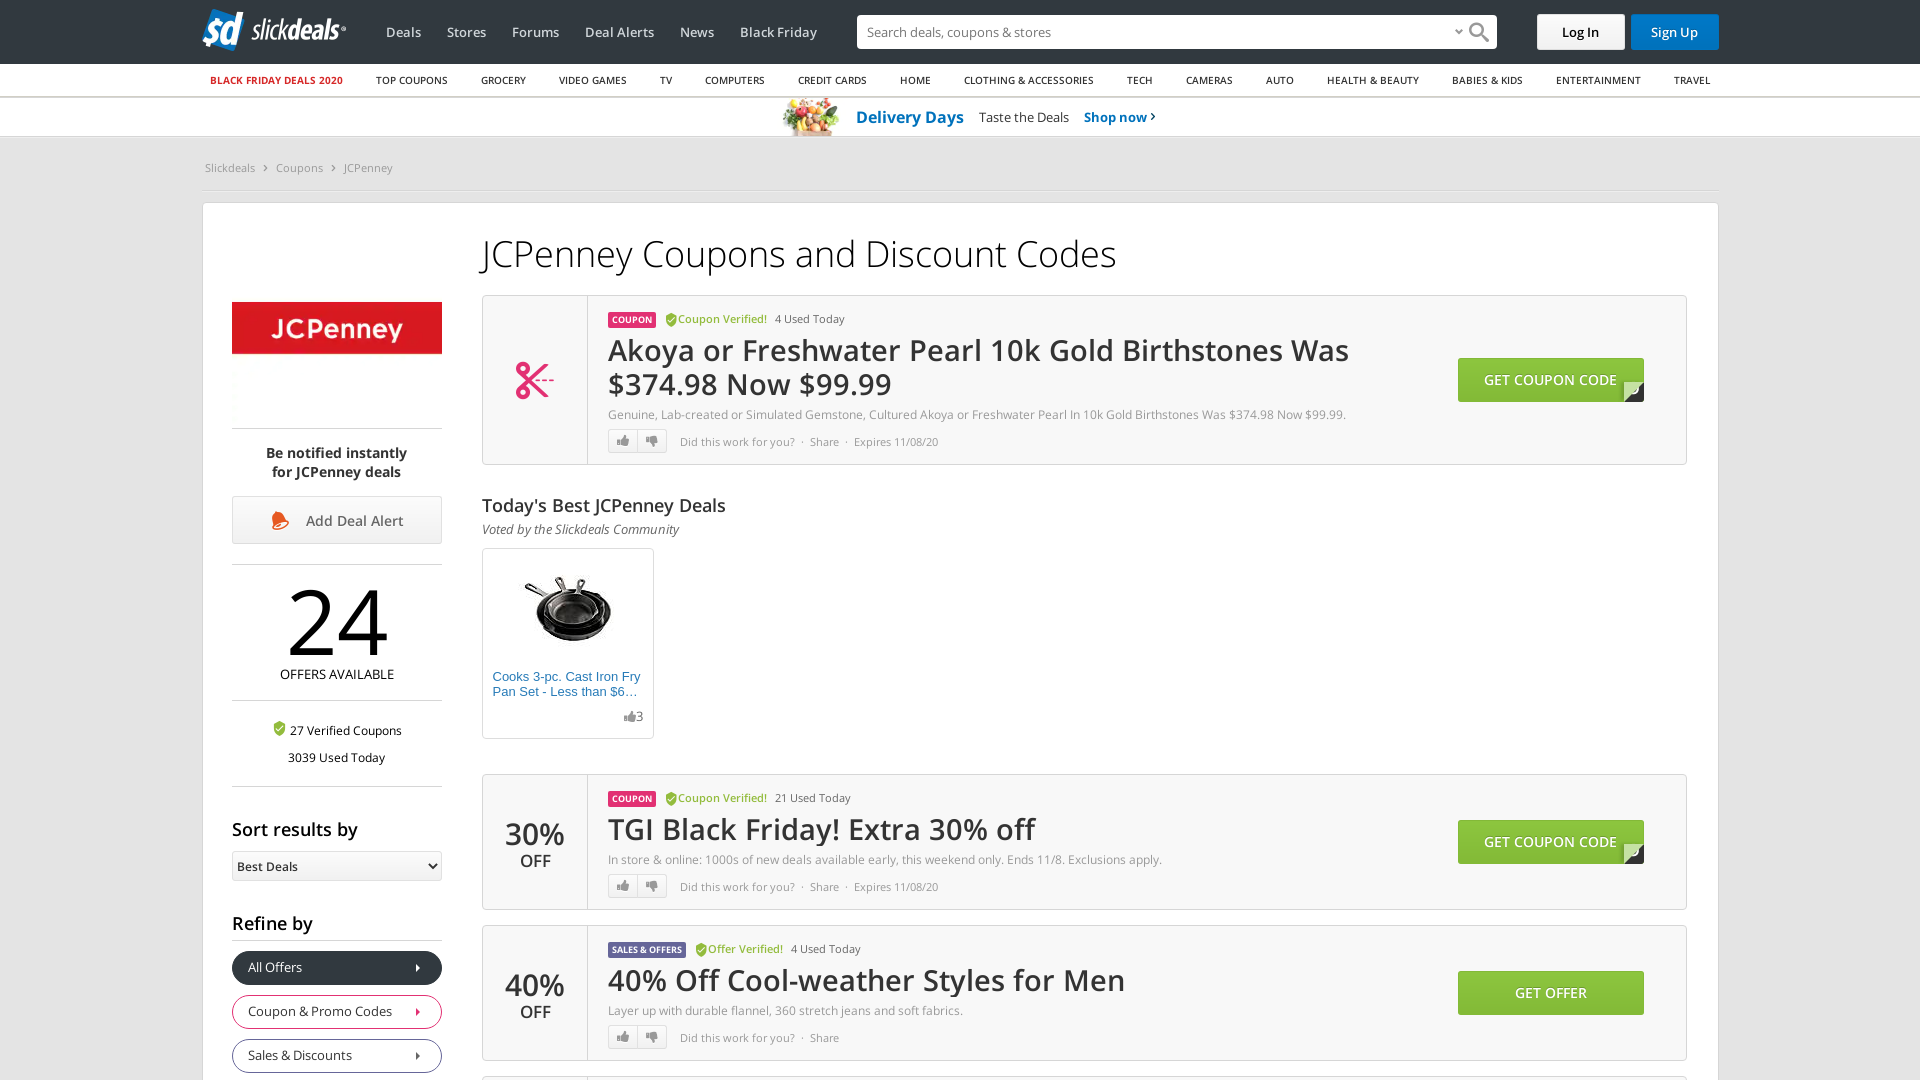 sd slickdeals
Deals Stores Forums Deal Alerts News Black Friday
Search deals, coupons & stores
Log In Sign Up
BLACK FRIDAY DEALS 2020 TOP COUPONS GROCERY VIDEO GAMES TV COMPUTERS CREDIT CARDS HOME CLOTHING & ACCESSORIES TECH CAMERAS AUTO HEALTH & BEAUTY BABIES & KIDS ENTERTAINMENT TRAVEL
Delivery Days Taste the Deals Shop now
Slickdeals Coupons JCPenney
JCPenney
Be notified instantly
for JCPenney deals
Add Deal Alert
24
OFFERS AVAILABLE
27 Verified Coupons
3039 Used Today
Sort results by
Best Deals
Refine by
All Offers
Coupon & Promo Codes
Sales & Discounts
JCPenney Coupons and Discount Codes
COUPON Coupon Verified! 4 Used Today
Akoya or Freshwater Pearl 10k Gold Birthstones Was
$374.98 Now $99.99
Genuine, Lab-created or Simulated Gemstone, Cultured Akoya or Freshwater Pearl In 10k Gold Birthstones Was $374.98 Now $99.99.
Did this work for you? · Share · Expires 11/08/20
GET COUPON CODE
Today's Best JCPenney Deals
Voted by the Slickdeals Community
Cooks 3-pc. Cast Iron Fry
Pan Set - Less than $6…
3
30%
OFF
COUPON Coupon Verified! 21 Used Today
TGI Black Friday! Extra 30% off
In store & online: 1000s of new deals available early, this weekend only. Ends 11/8. Exclusions apply.
Did this work for you? · Share · Expires 11/08/20
GET COUPON CODE
40%
OFF
SALES & OFFERS Offer Verified! 4 Used Today
40% Off Cool-weather Styles for Men
Layer up with durable flannel, 360 stretch jeans and soft fabrics.
Did this work for you? · Share
GET OFFER